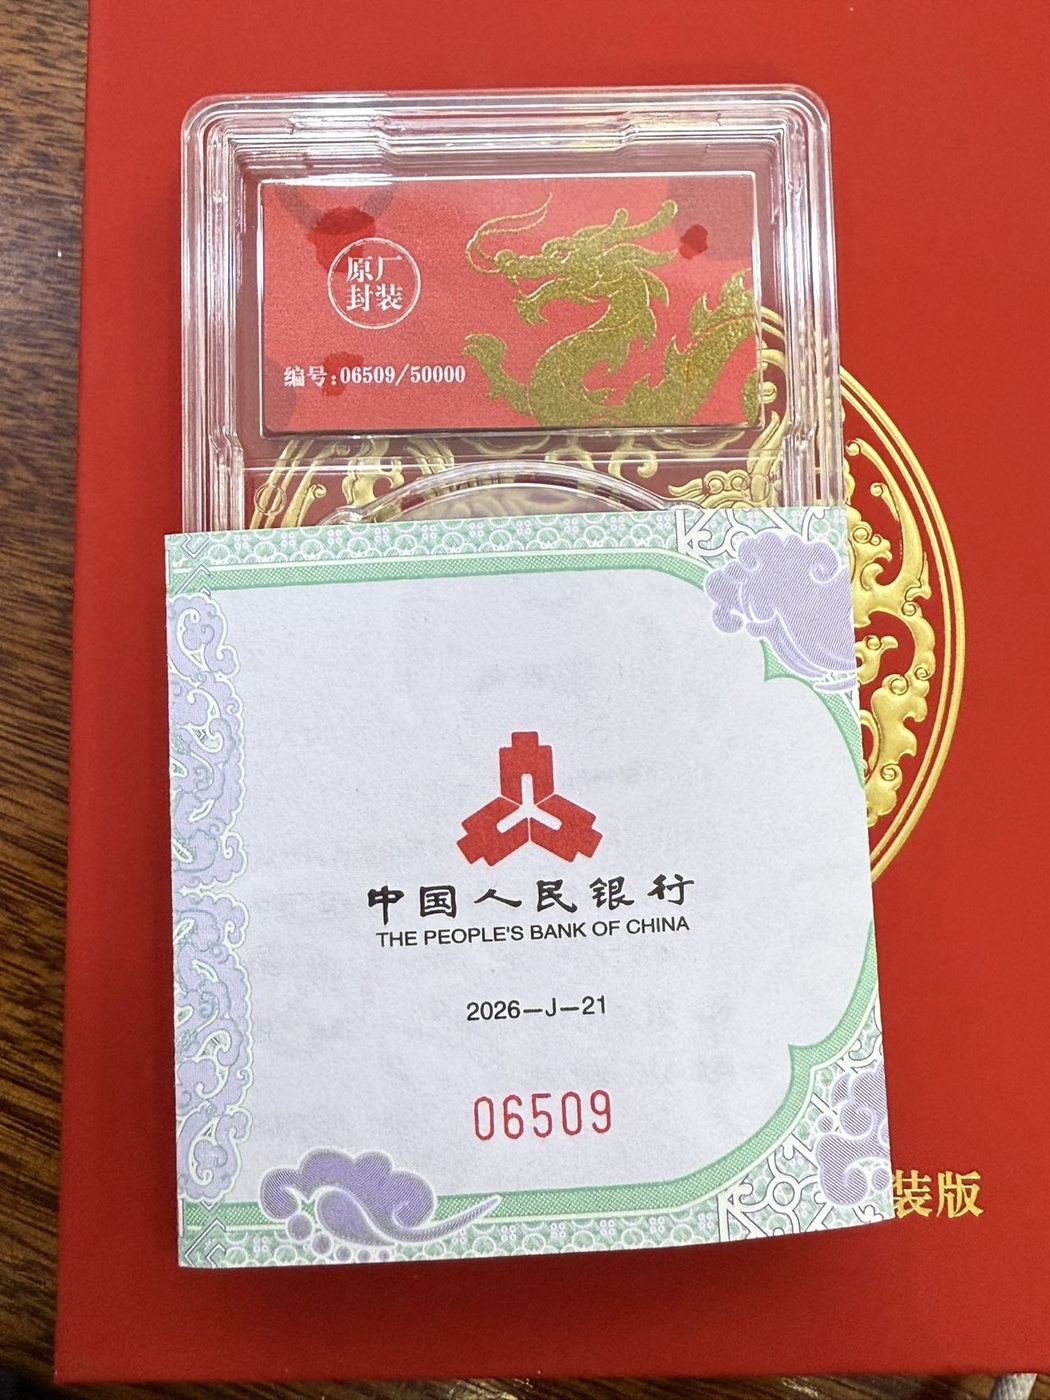 原厂
封装
编号:06509/50000
中国人民银行
THE PEOPLE'S BANK OF CHINA
2026—J—21
06509
装版